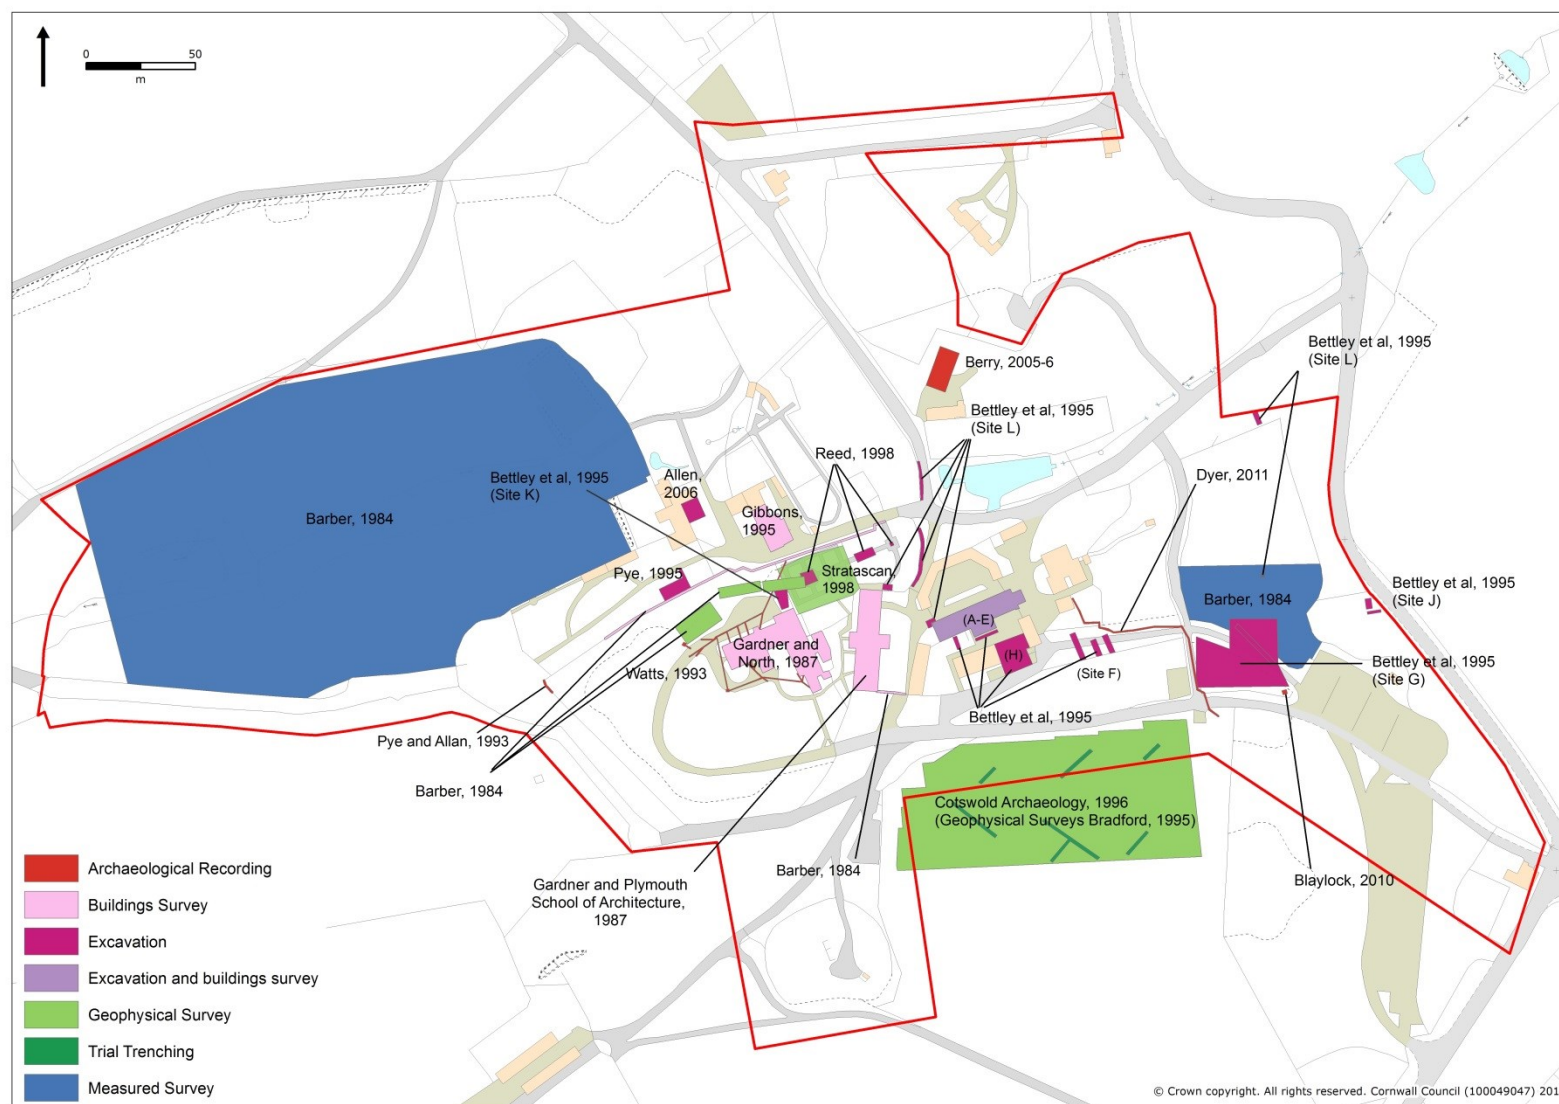 0 50
m
Bettley et al, 1995
(Site L)
Berry, 2005-6
Bettley et al, 1995
(Site L)
Reed, 1998
Dyer, 2011
Allen,
2006
Bettley et al, 1995
(Site K)
Gibbons,
1995
Barber, 1984
Pye, 1995
Stratascan,
1998
Bettley et al, 1995
(Site J)
Barber, 1984
(A-E)
(H)
(Site F)
Gardner and
North, 1987
Watts, 1993
Bettley et al, 1995
(Site G)
Bettley et al, 1995
Pye and Allan, 1993
Barber, 1984
Cotswold Archaeology, 1996
(Geophysical Surveys Bradford, 1995)
Barber, 1984
Blaylock, 2010
Gardner and Plymouth
School of Architecture,
1987
Archaeological Recording
Buildings Survey
Excavation
Excavation and buildings survey
Geophysical Survey
Trial Trenching
Measured Survey
© Crown copyright. All rights reserved. Cornwall Council (100049047) 201